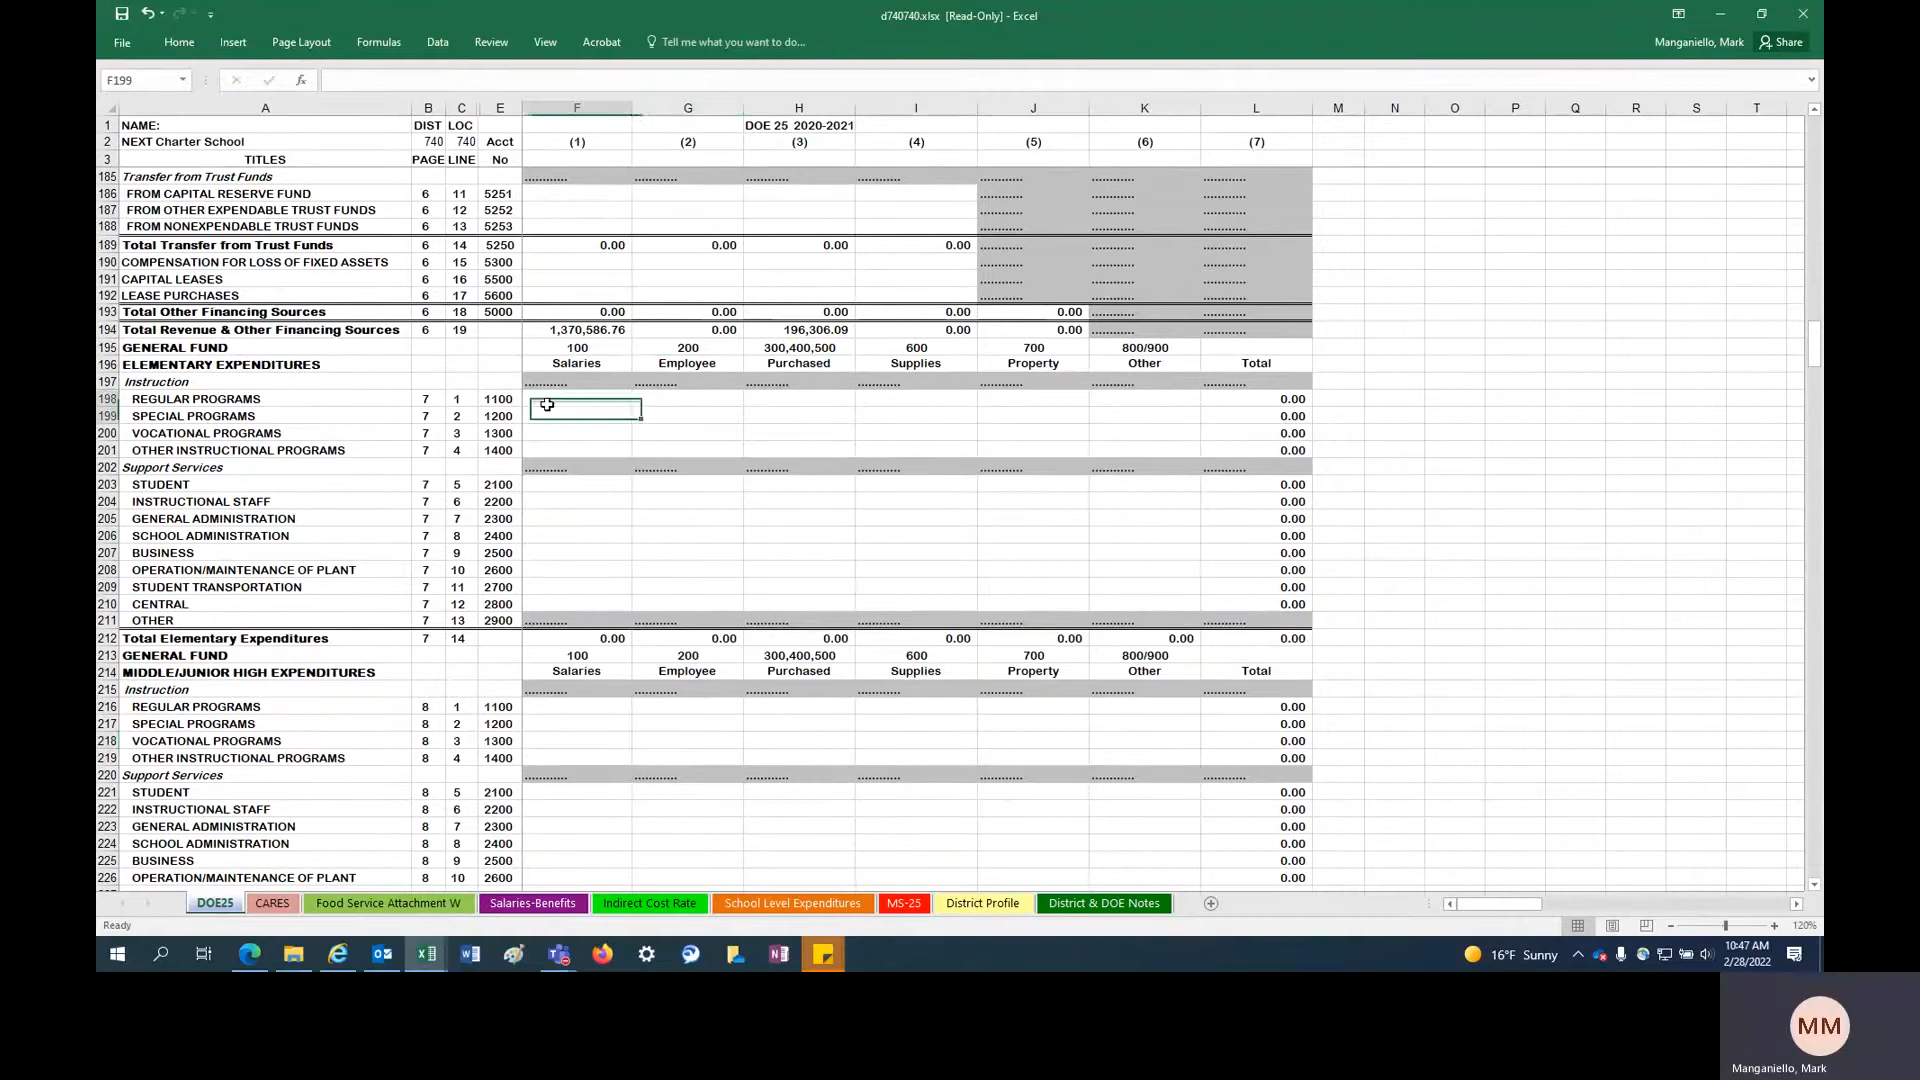 d740740.xlsx [Read-Only] - Excel
File Home Insert Page Layout Formulas Data Review View Acrobat Tell me what you want to do... Manganiello, Mark Share
F199 fx
A B C E F G H I J K L M N O P Q R S T
1 NAME: DIST LOC DOE 25 2020-2021
2 NEXT Charter School 740 740 Acct (1) (2) (3) (4) (5) (6) (7)
3 TITLES PAGE LINE No
185 Transfer from Trust Funds ............ ............ ............ ............ ............ ............ ............
186 FROM CAPITAL RESERVE FUND 6 11 5251 ............ ............ ............
187 FROM OTHER EXPENDABLE TRUST FUNDS 6 12 5252 ............ ............ ............
188 FROM NONEXPENDABLE TRUST FUNDS 6 13 5253 ............ ............ ............
189 Total Transfer from Trust Funds 6 14 5250 0.00 0.00 0.00 0.00 ............ ............ ............
190 COMPENSATION FOR LOSS OF FIXED ASSETS 6 15 5300 ............ ............ ............
191 CAPITAL LEASES 6 16 5500 ............ ............ ............
192 LEASE PURCHASES 6 17 5600 ............ ............ ............
193 Total Other Financing Sources 6 18 5000 0.00 0.00 0.00 0.00 0.00 ............ ............
194 Total Revenue & Other Financing Sources 6 19 1,370,586.76 0.00 196,306.09 0.00 0.00 ............ ............
195 GENERAL FUND 100 200 300,400,500 600 700 800/900
196 ELEMENTARY EXPENDITURES Salaries Employee Purchased Supplies Property Other Total
197 Instruction ............ ............ ............ ............ ............ ............ ............
198 REGULAR PROGRAMS 7 1 1100 0.00
199 SPECIAL PROGRAMS 7 2 1200 0.00
200 VOCATIONAL PROGRAMS 7 3 1300 0.00
201 OTHER INSTRUCTIONAL PROGRAMS 7 4 1400 0.00
202 Support Services ............ ............ ............ ............ ............ ............ ............
203 STUDENT 7 5 2100 0.00
204 INSTRUCTIONAL STAFF 7 6 2200 0.00
205 GENERAL ADMINISTRATION 7 7 2300 0.00
206 SCHOOL ADMINISTRATION 7 8 2400 0.00
207 BUSINESS 7 9 2500 0.00
208 OPERATION/MAINTENANCE OF PLANT 7 10 2600 0.00
209 STUDENT TRANSPORTATION 7 11 2700 0.00
210 CENTRAL 7 12 2800 0.00
211 OTHER 7 13 2900 ............ ............ ............ ............ ............ ............ ............
212 Total Elementary Expenditures 7 14 0.00 0.00 0.00 0.00 0.00 0.00 0.00
213 GENERAL FUND 100 200 300,400,500 600 700 800/900
214 MIDDLE/JUNIOR HIGH EXPENDITURES Salaries Employee Purchased Supplies Property Other Total
215 Instruction ............ ............ ............ ............ ............ ............ ............
216 REGULAR PROGRAMS 8 1 1100 0.00
217 SPECIAL PROGRAMS 8 2 1200 0.00
218 VOCATIONAL PROGRAMS 8 3 1300 0.00
219 OTHER INSTRUCTIONAL PROGRAMS 8 4 1400 0.00
220 Support Services ............ ............ ............ ............ ............ ............ ............
221 STUDENT 8 5 2100 0.00
222 INSTRUCTIONAL STAFF 8 6 2200 0.00
223 GENERAL ADMINISTRATION 8 7 2300 0.00
224 SCHOOL ADMINISTRATION 8 8 2400 0.00
225 BUSINESS 8 9 2500 0.00
226 OPERATION/MAINTENANCE OF PLANT 8 10 2600 0.00
DOE25 CARES Food Service Attachment W Salaries-Benefits Indirect Cost Rate School Level Expenditures MS-25 District Profile District & DOE Notes
Ready 120%
16°F Sunny 10:47 AM
2/28/2022
MM
Manganiello, Mark